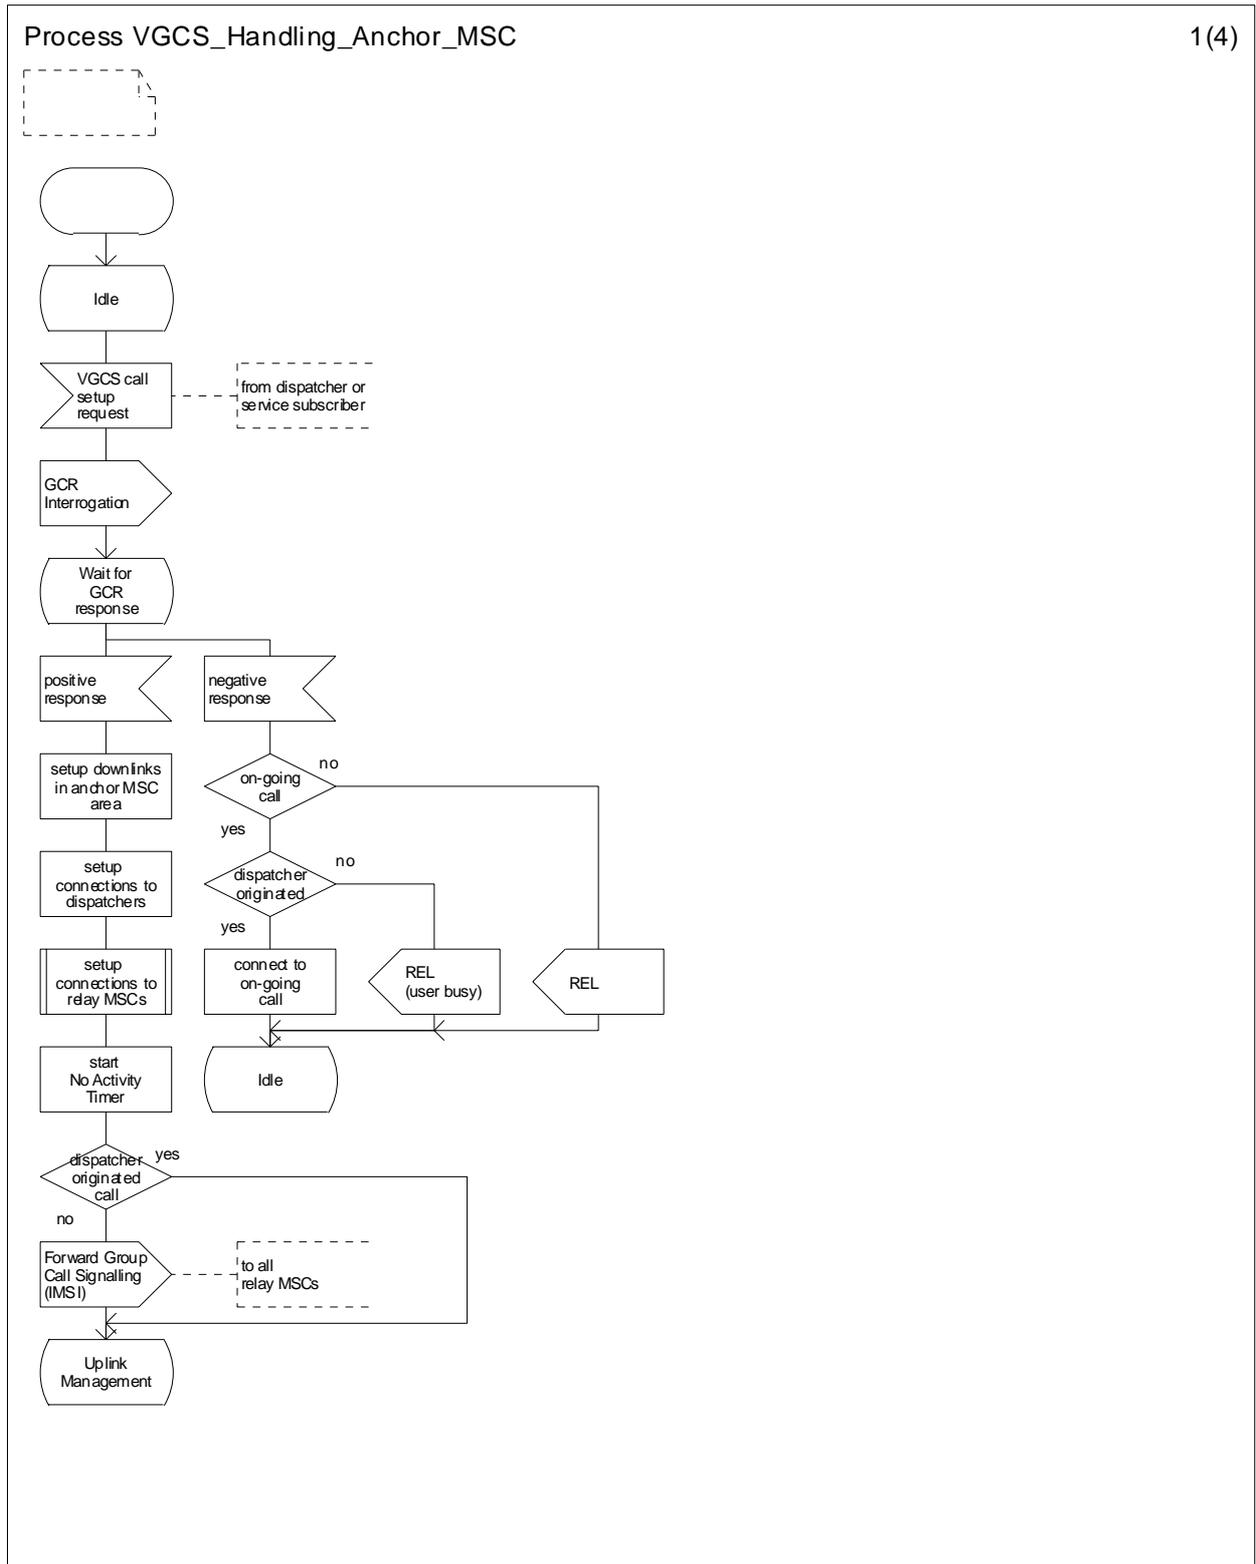 Process VGCS_Handling_Anchor_MSC
1(4)
Idle
VGCS call
setup
request
from dispatcher or
service subscriber
GCR
Interrogation
Wait for
GCR
response
positive
response
negative
response
setup downlinks
in anchor MSC
area
on-going
call
no
yes
setup
connections to
dispatchers
dispatcher
originated
no
yes
setup
connections to
relay MSCs
connect to
on-going
call
REL
(user busy)
REL
start
No Activity
Timer
Idle
dispatcher
originated
call
yes
no
Forward Group
Call Signalling
(IMSI)
to all
relay MSCs
Uplink
Management